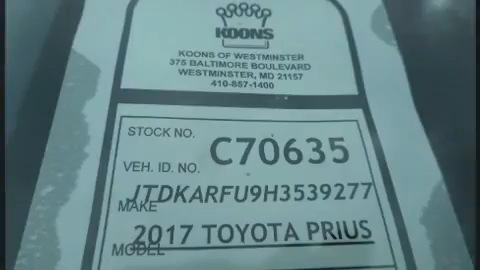 KOONS
KOONS OF WESTMINSTER
375 BALTIMORE BOULEVARD
WESTMINSTER, MD 21157
410-857-1400
STOCK NO. C70635
VEH. ID. NO.
JTDKARFU9H3539277
MAKE
2017 TOYOTA PRIUS
MODEL